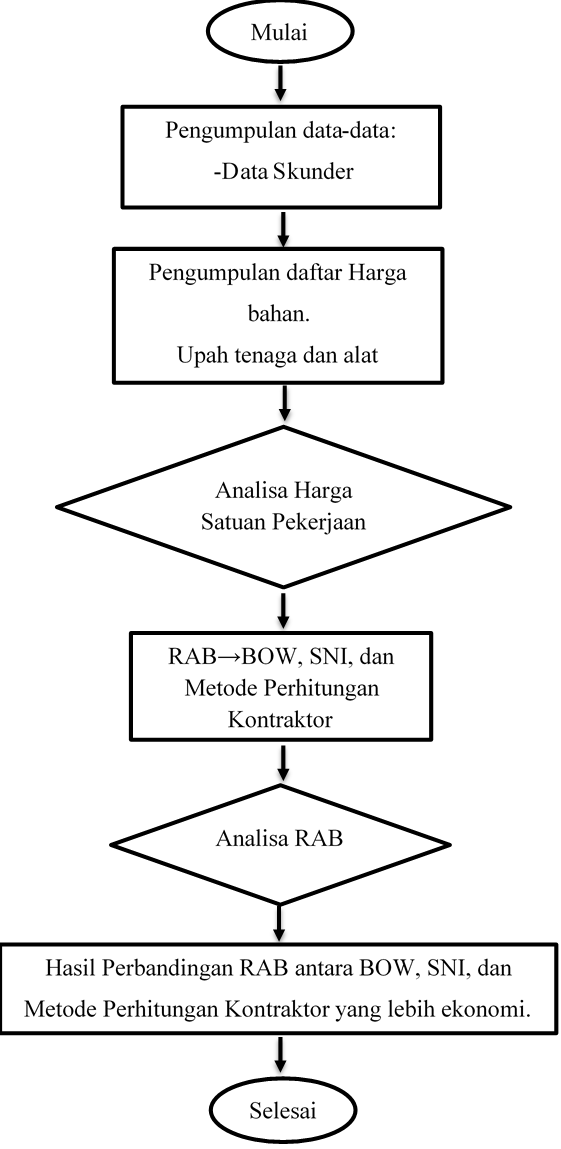 Mulai
Pengumpulan data-data:
-Data Skunder
Pengumpulan daftar Harga
bahan.
Upah tenaga dan alat
Analisa Harga
Satuan Pekerjaan
RAB→BOW, SNI, dan
Metode Perhitungan
Kontraktor
Analisa RAB
Hasil Perbandingan RAB antara BOW, SNI, dan
Metode Perhitungan Kontraktor yang lebih ekonomi.
Selesai